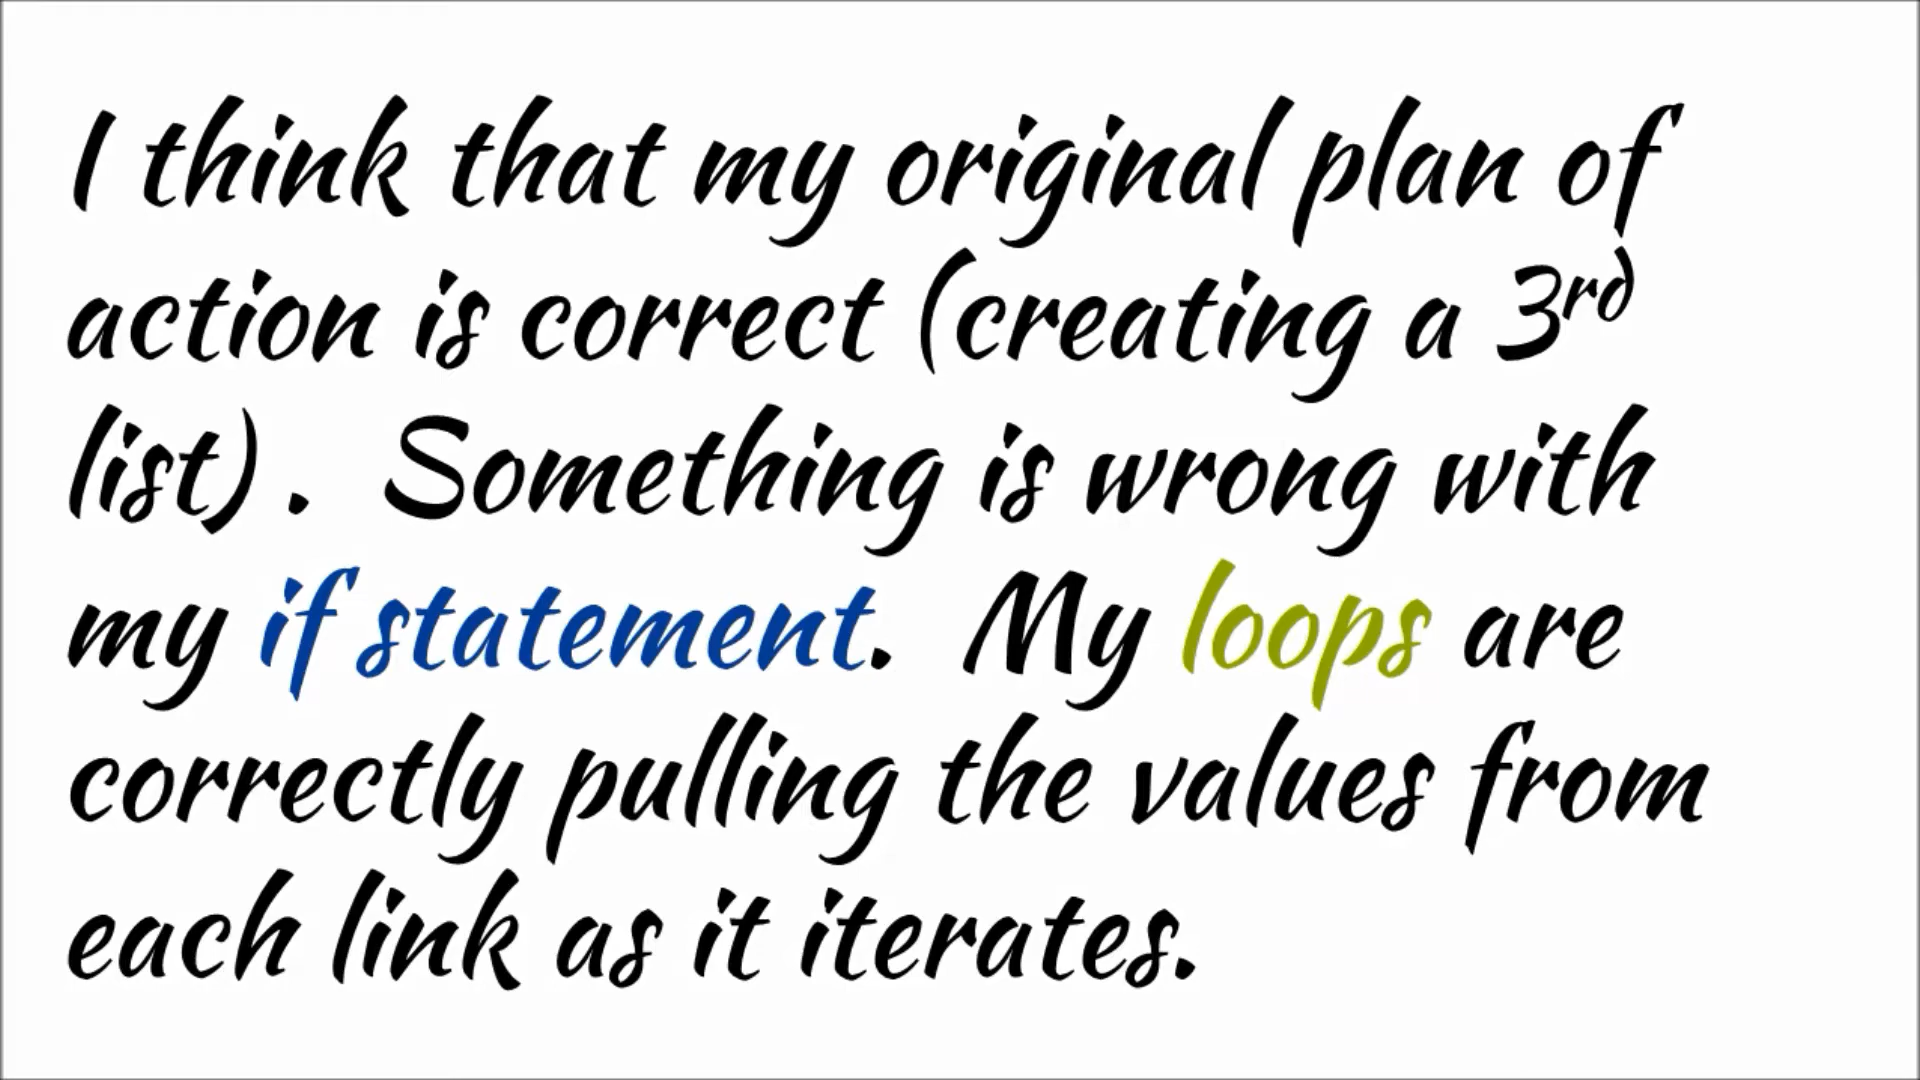 I think that my original plan of
action is correct (creating a 3rd
list) .  Something is wrong with
my if statement.  My loops are
correctly pulling the values from
each link as it iterates.